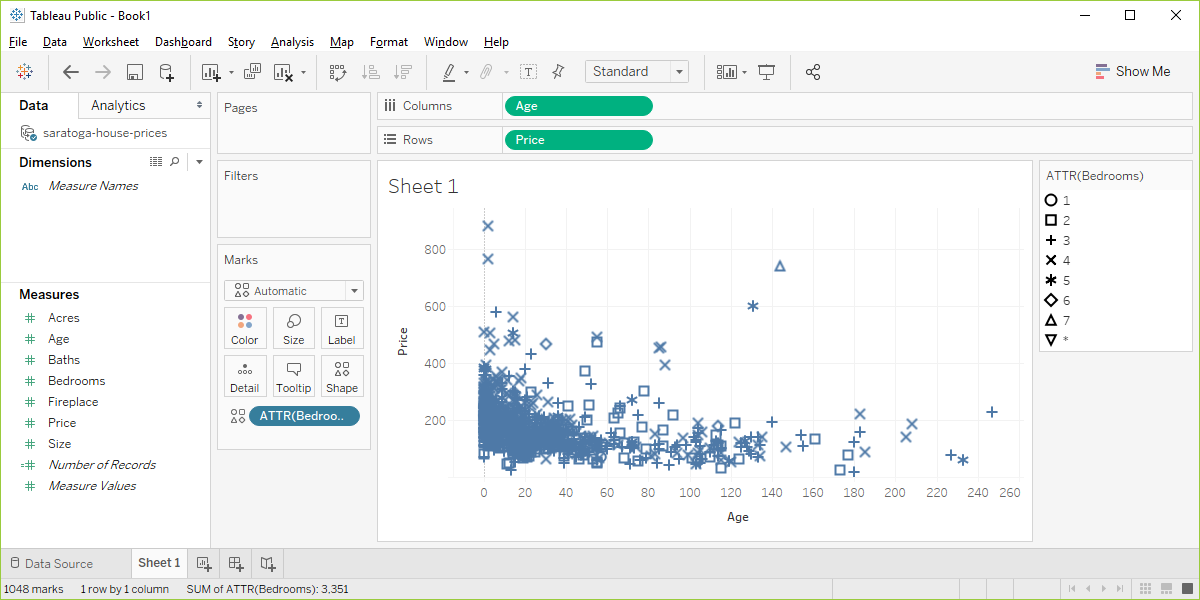 Tableau Public - Book1
File Data Worksheet Dashboard Story Analysis Map Format Window Help
Standard
Show Me
Data Analytics
saratoga-house-prices
Dimensions
Abc Measure Names
Measures
Acres
Age
Baths
Bedrooms
Fireplace
Price
Size
Number of Records
Measure Values
Pages
Filters
Marks
Automatic
Color Size Label
Detail Tooltip Shape
ATTR(Bedroo..
Columns Age
Rows Price
Sheet 1
Price
800
600
400
200
0 20 40 60 80 100 120 140 160 180 200 220 240 260
Age
ATTR(Bedrooms)
1
2
3
4
5
6
7
*
Data Source Sheet 1
1048 marks 1 row by 1 column SUM of ATTR(Bedrooms): 3,351